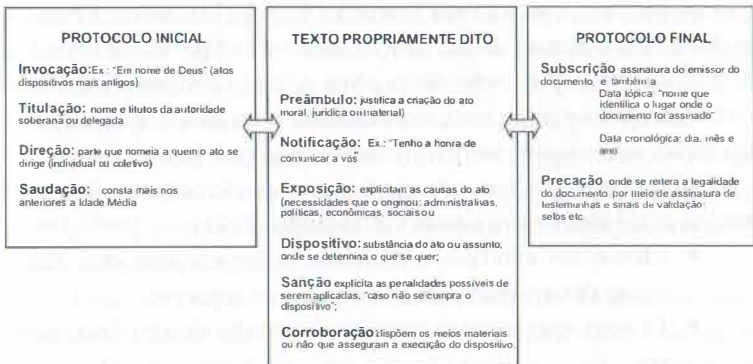 PROTOCOLO INICIAL
Invocação: Ex.: "Em nome de Deus" (atos
dispositivos mais antigos)
Titulação: nome e títulos da autoridade
soberana ou delegada
Direção: parte que nomeia a quem o ato se
dirige (individual ou coletivo)
Saudação: consta mais nos
anteriores a Idade Média
TEXTO PROPRIAMENTE DITO
Preâmbulo: justifica a criação do ato
moral, jurídica ou material)
Notificação: Ex.: "Tenho a honra de
comunicar a vós"
Exposição: explicitam as causas do ato
(necessidades que o originou: administrativas,
políticas, econômicas, sociais ou
Dispositivo: substância do ato ou assunto,
onde se determina o que se quer;
Sanção explicita as penalidades possíveis de
serem aplicadas, "caso não se cumpra o
dispositivo";
Corroboração dispõem os meios materiais
ou não que asseguram a execução do dispositivo.
PROTOCOLO FINAL
Subscrição assinatura do emissor do
documento, e também a
Data tópica: "nome que
identifica o lugar onde o
documento foi assinado"
Data cronológica: dia, mês e
ano
Precação onde se reitera a legalidade
do documento por meio de assinatura de
testemunhas e sinais de validação;
selos etc.